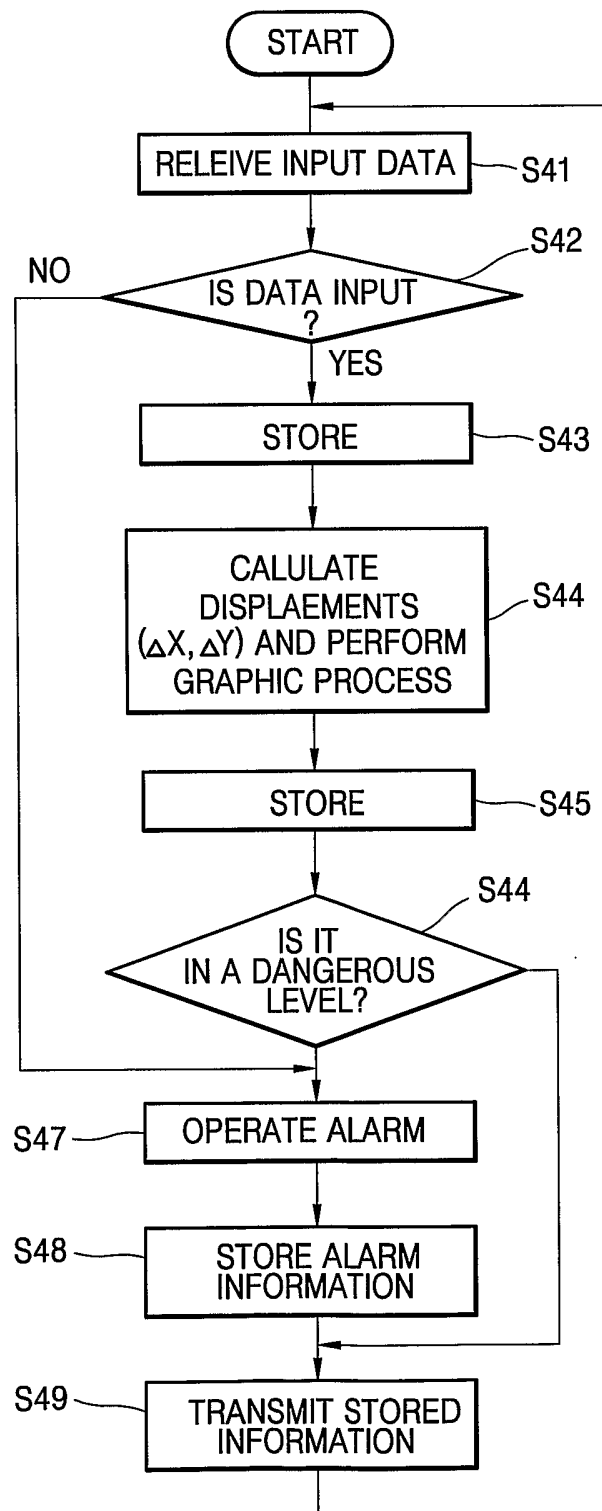 START
RELEIVE INPUT DATA
S41
S42
NO
IS DATA INPUT
?
YES
STORE
S43
CALULATE
DISPLAEMENTS
(△X, △Y) AND PERFORM
GRAPHIC PROCESS
S44
STORE
S45
S44
IS IT
IN A DANGEROUS
LEVEL?
S47
OPERATE ALARM
S48
STORE ALARM
INFORMATION
S49
TRANSMIT STORED
INFORMATION